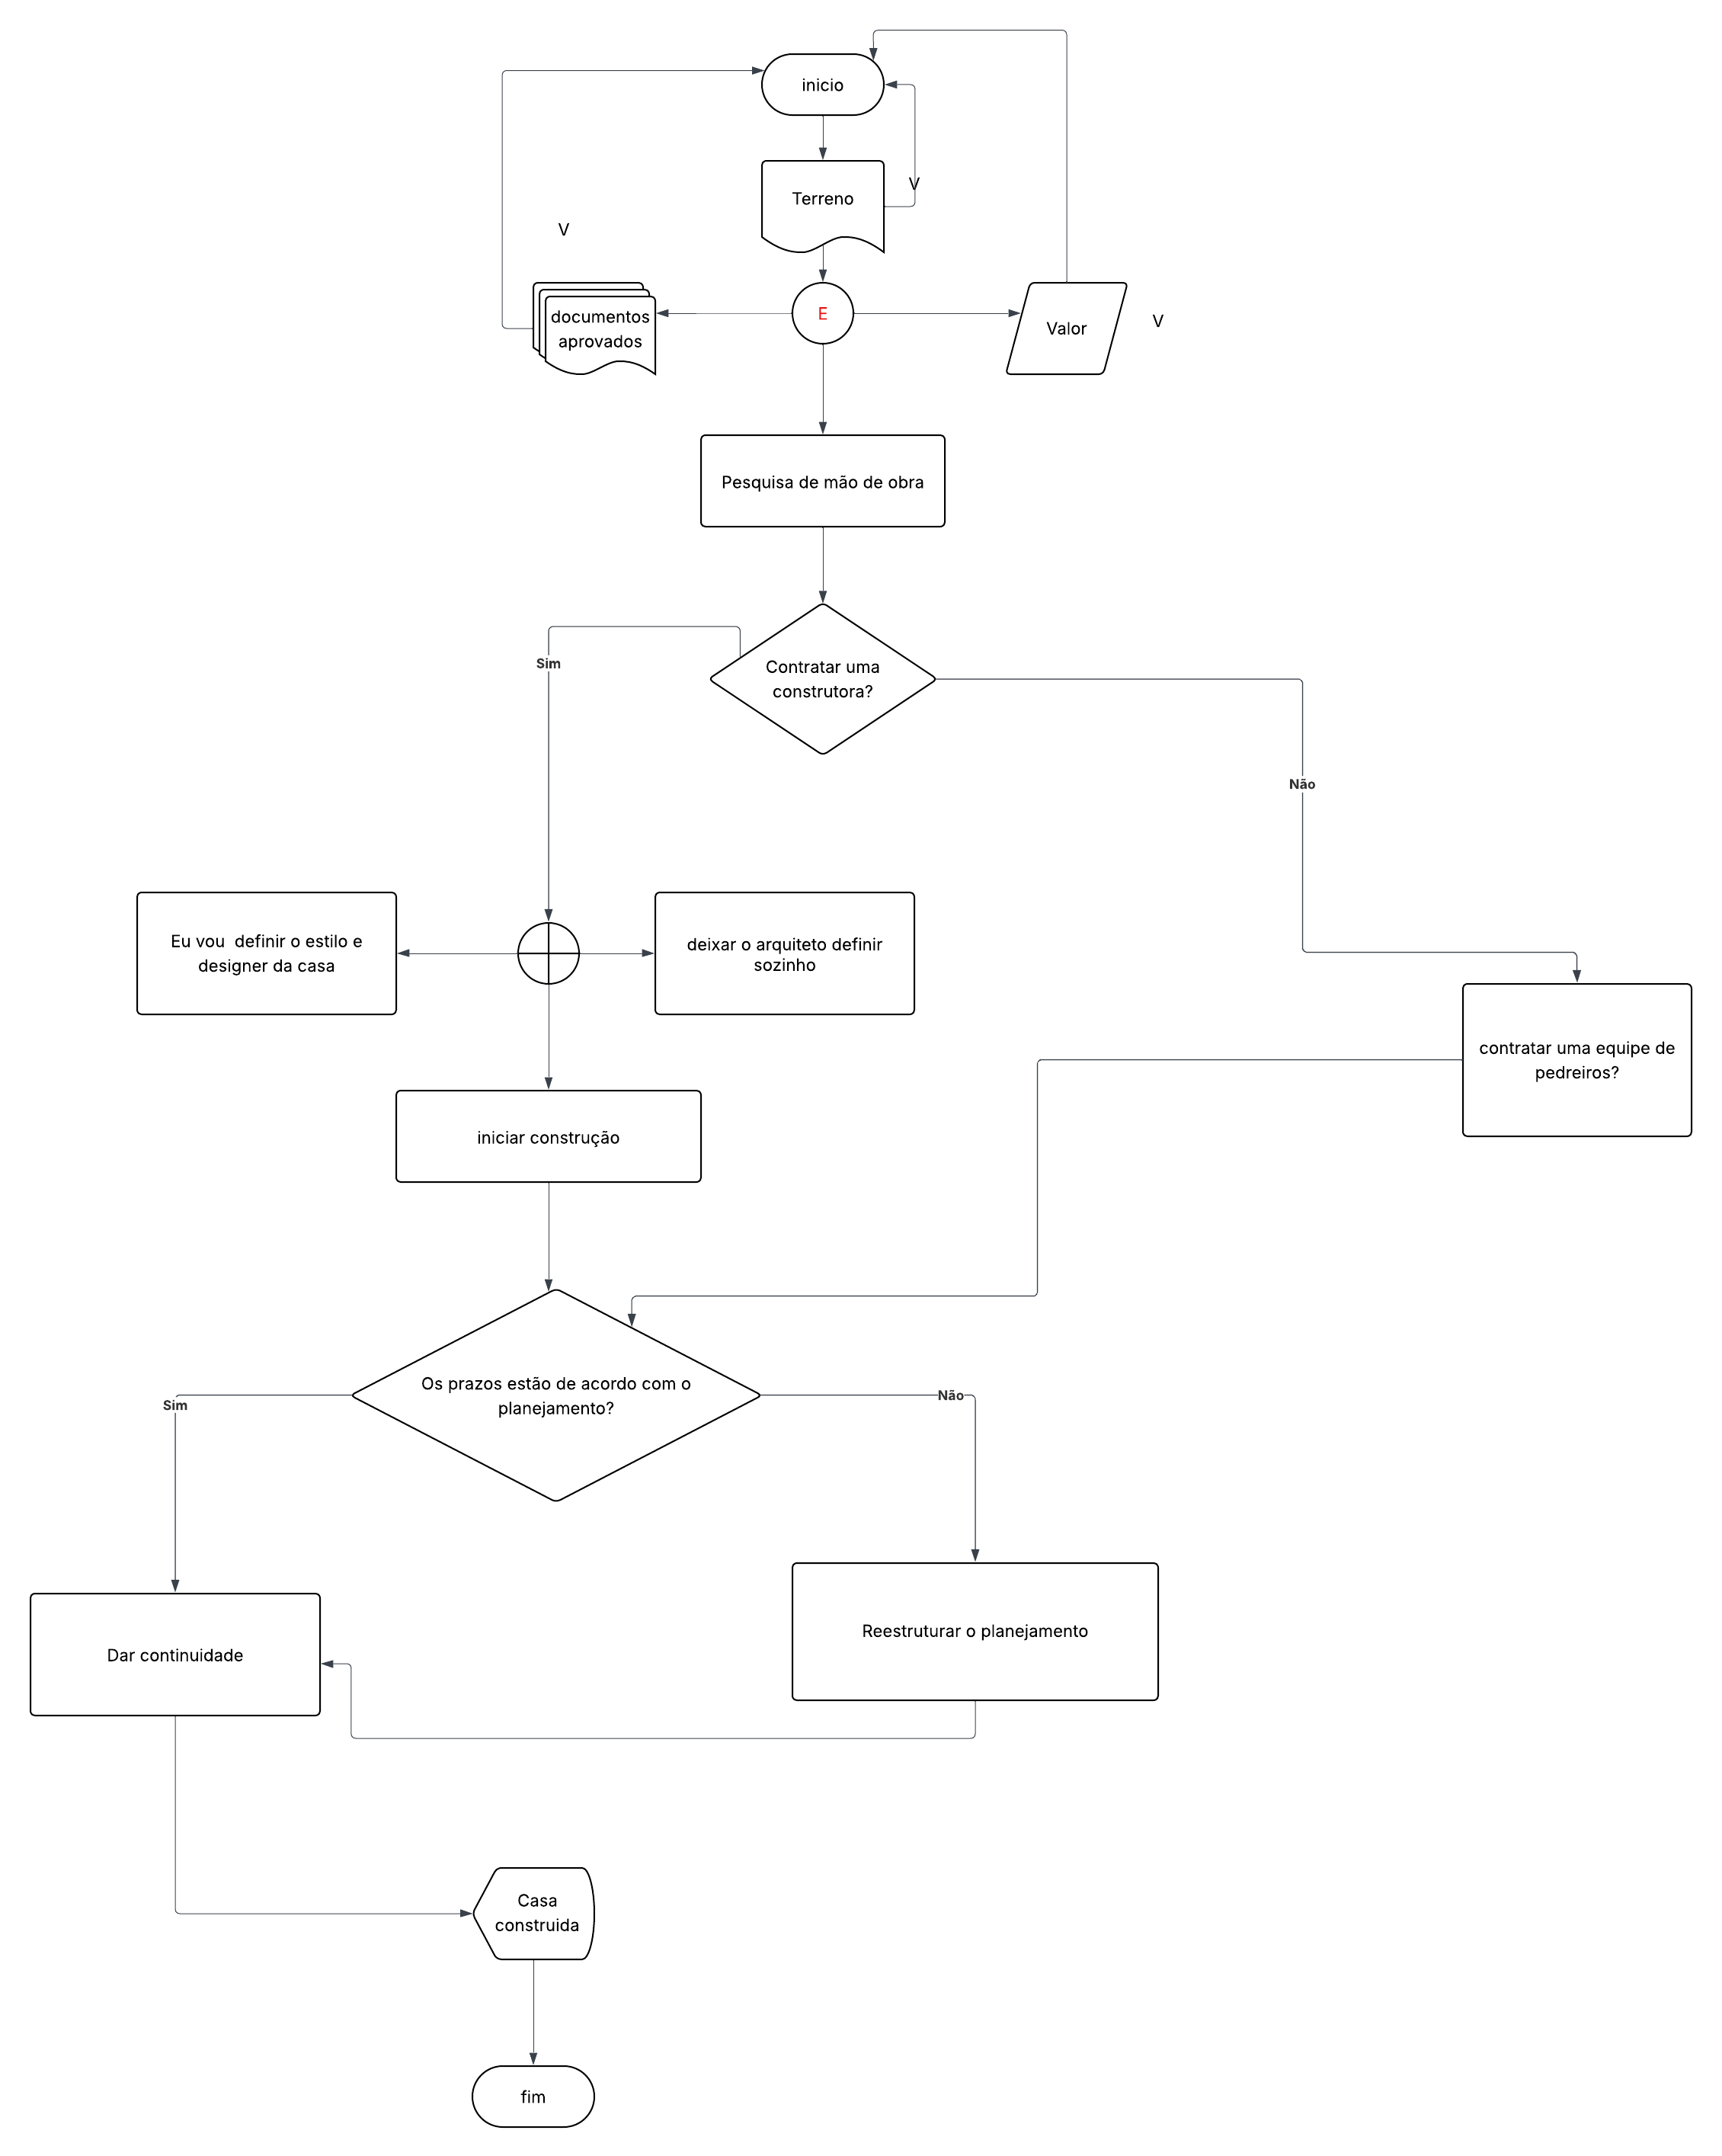 inicio
Terreno
V
V
documentos
aprovados
E
Valor
V
Pesquisa de mão de obra
Contratar uma
construtora?
Sim
Não
Eu vou  definir o estilo e
designer da casa
deixar o arquiteto definir
sozinho
contratar uma equipe de
pedreiros?
iniciar construção
Os prazos estão de acordo com o
planejamento?
Sim
Não
Reestruturar o planejamento
Dar continuidade
Casa
construida
fim